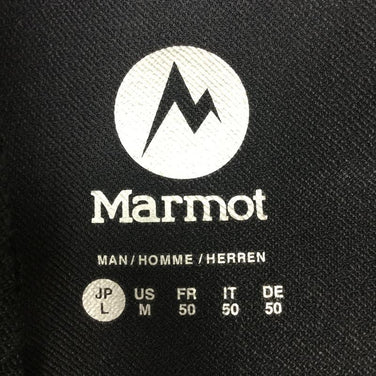 Marmot
MAN / HOMME / HERREN
JP US FR IT DE
L M 50 50 50